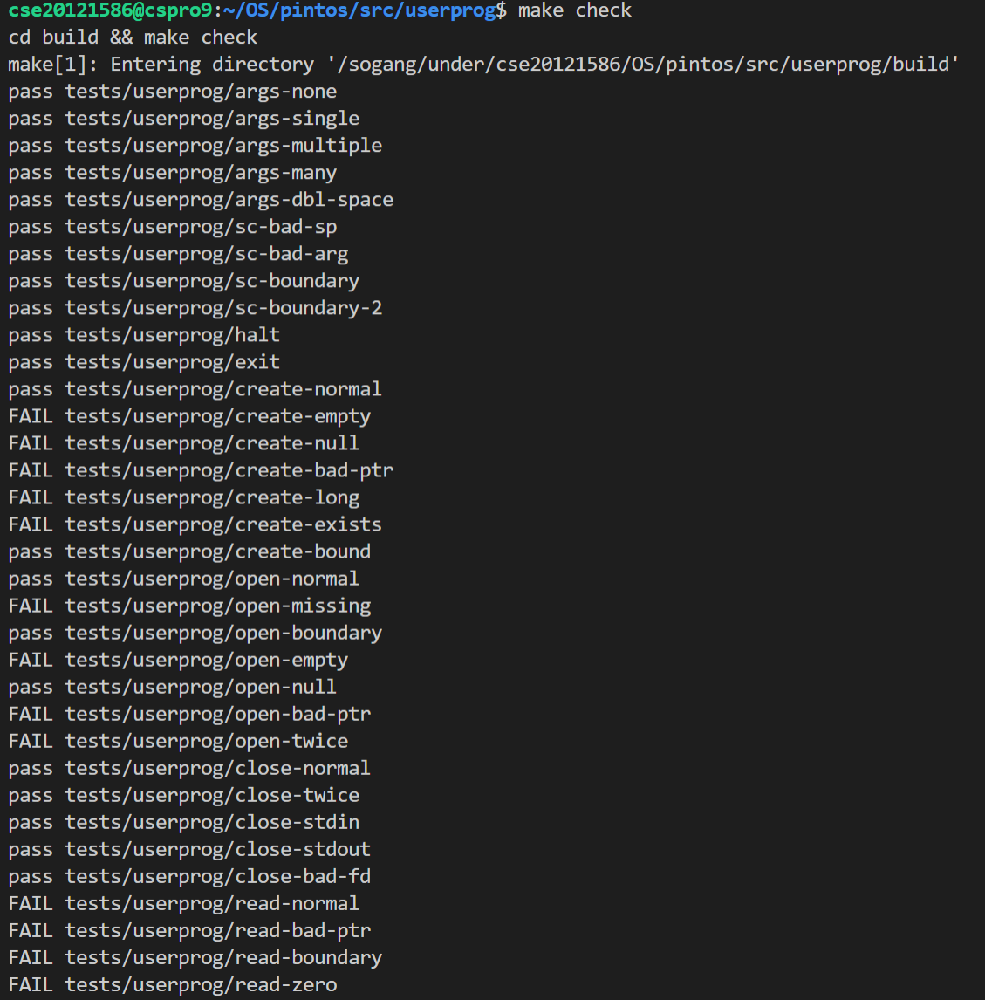 cse20121586@cspro9:~/OS/pintos/src/userprog$ make check
cd build && make check
make[1]: Entering directory '/sogang/under/cse20121586/OS/pintos/src/userprog/build'
pass tests/userprog/args-none
pass tests/userprog/args-single
pass tests/userprog/args-multiple
pass tests/userprog/args-many
pass tests/userprog/args-dbl-space
pass tests/userprog/sc-bad-sp
pass tests/userprog/sc-bad-arg
pass tests/userprog/sc-boundary
pass tests/userprog/sc-boundary-2
pass tests/userprog/halt
pass tests/userprog/exit
pass tests/userprog/create-normal
FAIL tests/userprog/create-empty
FAIL tests/userprog/create-null
FAIL tests/userprog/create-bad-ptr
FAIL tests/userprog/create-long
FAIL tests/userprog/create-exists
pass tests/userprog/create-bound
pass tests/userprog/open-normal
FAIL tests/userprog/open-missing
pass tests/userprog/open-boundary
FAIL tests/userprog/open-empty
pass tests/userprog/open-null
FAIL tests/userprog/open-bad-ptr
FAIL tests/userprog/open-twice
pass tests/userprog/close-normal
pass tests/userprog/close-twice
pass tests/userprog/close-stdin
pass tests/userprog/close-stdout
pass tests/userprog/close-bad-fd
FAIL tests/userprog/read-normal
FAIL tests/userprog/read-bad-ptr
FAIL tests/userprog/read-boundary
FAIL tests/userprog/read-zero